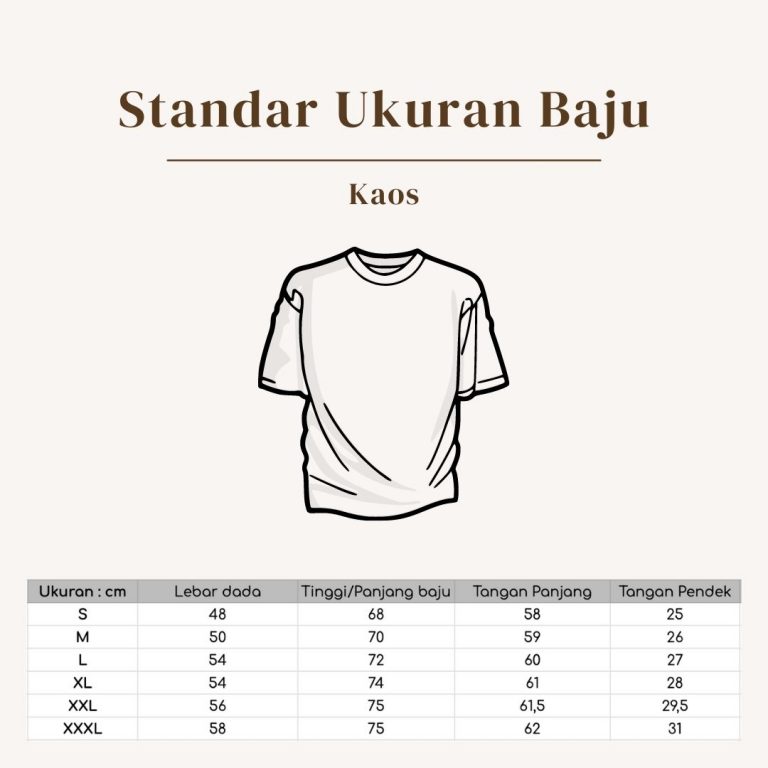 Standar Ukuran Baju
Kaos
Ukuran : cm Lebar dada Tinggi/Panjang baju Tangan Panjang Tangan Pendek
S 48 68 58 25
M 50 70 59 26
L 54 72 60 27
XL 54 74 61 28
XXL 56 75 61,5 29,5
XXXL 58 75 62 31